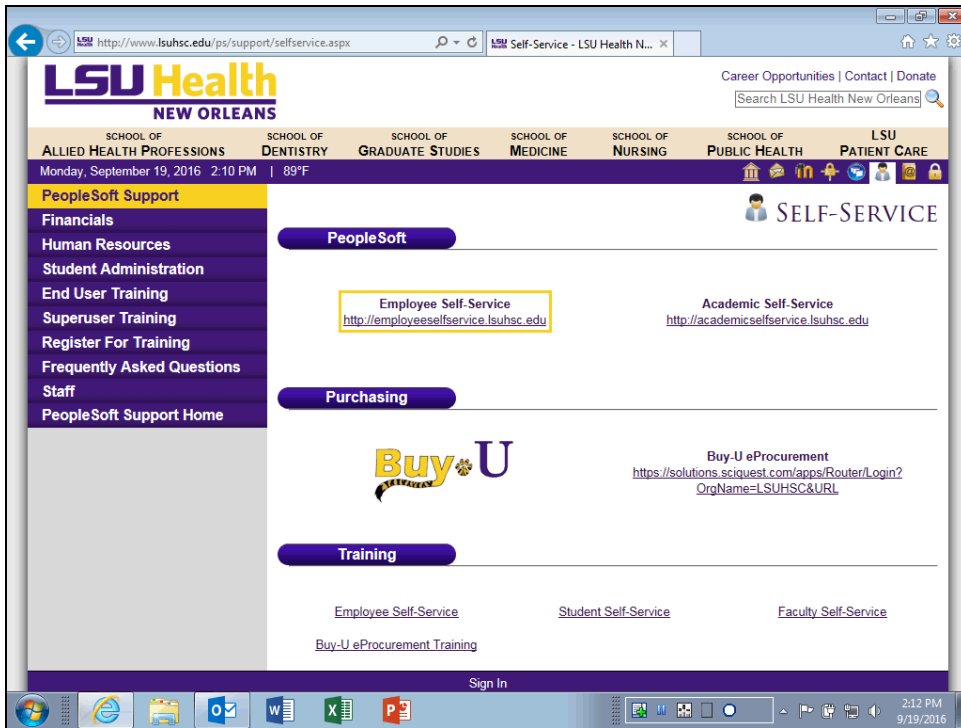 http://www.lsuhsc.edu/ps/support/selfservice.aspx
LSU Self-Service - LSU Health N...
LSU Health
NEW ORLEANS
Career Opportunities | Contact | Donate
Search LSU Health New Orleans
SCHOOL OF ALLIED HEALTH PROFESSIONS
SCHOOL OF DENTISTRY
SCHOOL OF GRADUATE STUDIES
SCHOOL OF MEDICINE
SCHOOL OF NURSING
SCHOOL OF PUBLIC HEALTH
LSU PATIENT CARE
Monday, September 19, 2016 2:10 PM | 89°F
PeopleSoft Support
Financials
Human Resources
Student Administration
End User Training
Superuser Training
Register For Training
Frequently Asked Questions
Staff
PeopleSoft Support Home
SELF-SERVICE
PeopleSoft
Employee Self-Service
http://employeeselfservice.lsuhsc.edu
Academic Self-Service
http://academicselfservice.lsuhsc.edu
Purchasing
Buy U
Buy-U eProcurement
https://solutions.sciquest.com/apps/Router/Login?
OrgName=LSUHSC&URL
Training
Employee Self-Service
Student Self-Service
Faculty Self-Service
Buy-U eProcurement Training
Sign In
2:12 PM
9/19/2016